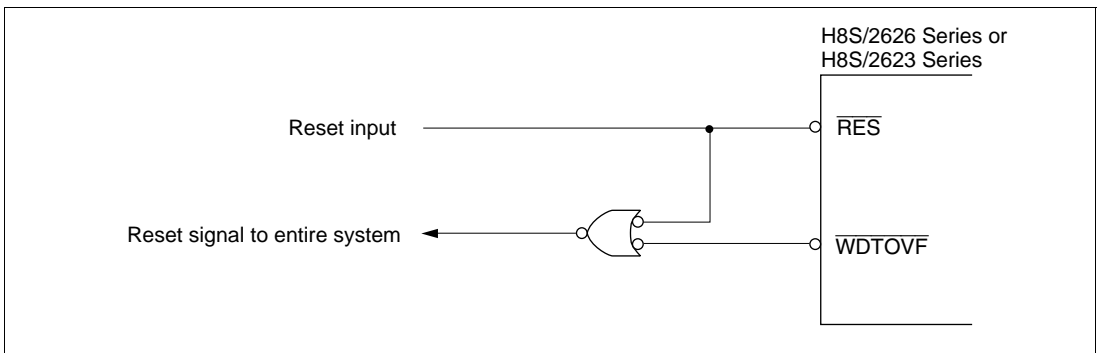 H8S/2626 Series or
H8S/2623 Series
Reset input
RES
Reset signal to entire system
WDTOVF